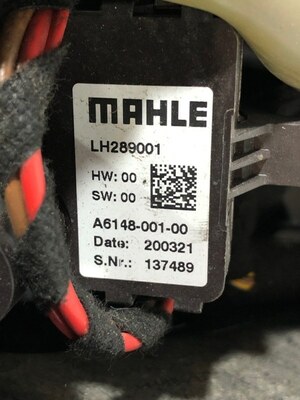 MAHLE
LH289001
HW: 00
SW: 00
A6148-001-00
Date: 200321
S.Nr.: 137489